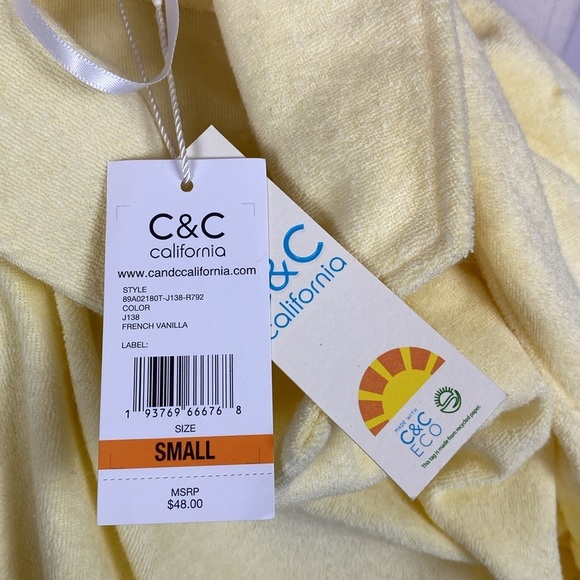 C&C
california
www.candccalifornia.com
STYLE
89A02180T-J138-R792
COLOR
J138
FRENCH VANILLA
LABEL:
1 93769 66676 8
SIZE
SMALL
MSRP
$48.00
&C
california
MADE WITH
C&C
ECO
This tag is made from recycled paper.